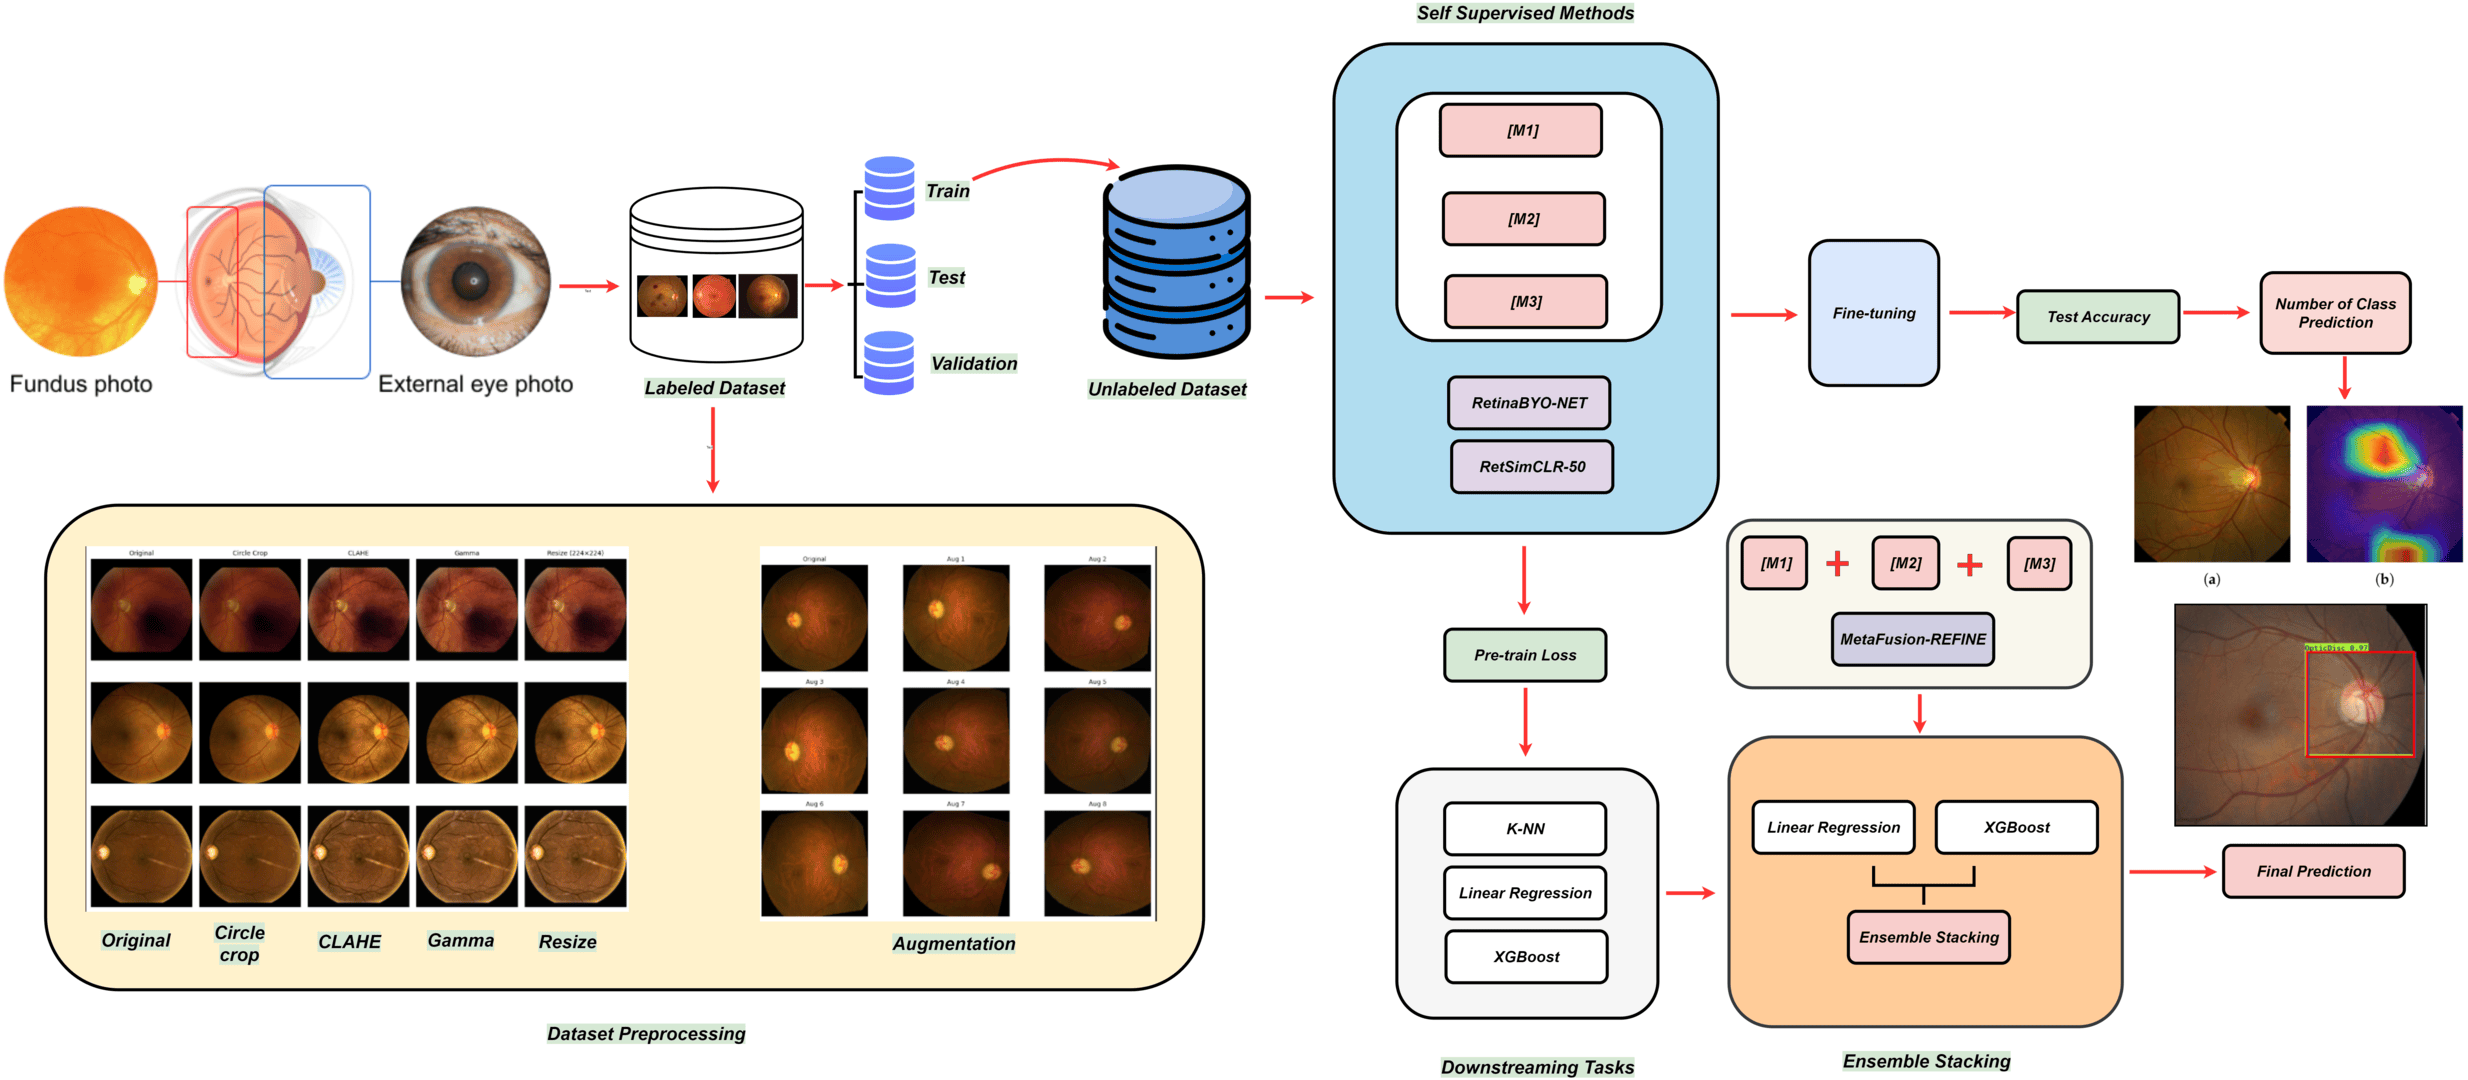 Self Supervised Methods
[M1]
[M2]
[M3]
RetinaBYO-NET
RetSimCLR-50
Fundus photo
External eye photo
Labeled Dataset
Train
Test
Validation
Unlabeled Dataset
Fine-tuning
Test Accuracy
Number of Class
Prediction
(a)
(b)
Original
Circle Crop
CLAHE
Gamma
Resize (224×224)
Original
Circle
crop
CLAHE
Gamma
Resize
Original
Aug 1
Aug 2
Aug 3
Aug 4
Aug 5
Aug 6
Aug 7
Aug 8
Augmentation
Dataset Preprocessing
Pre-train Loss
K-NN
Linear Regression
XGBoost
Downstreaming Tasks
[M1]
+
[M2]
+
[M3]
MetaFusion-REFINE
Linear Regression
XGBoost
Ensemble Stacking
Ensemble Stacking
OpticDisc 0.97
Final Prediction